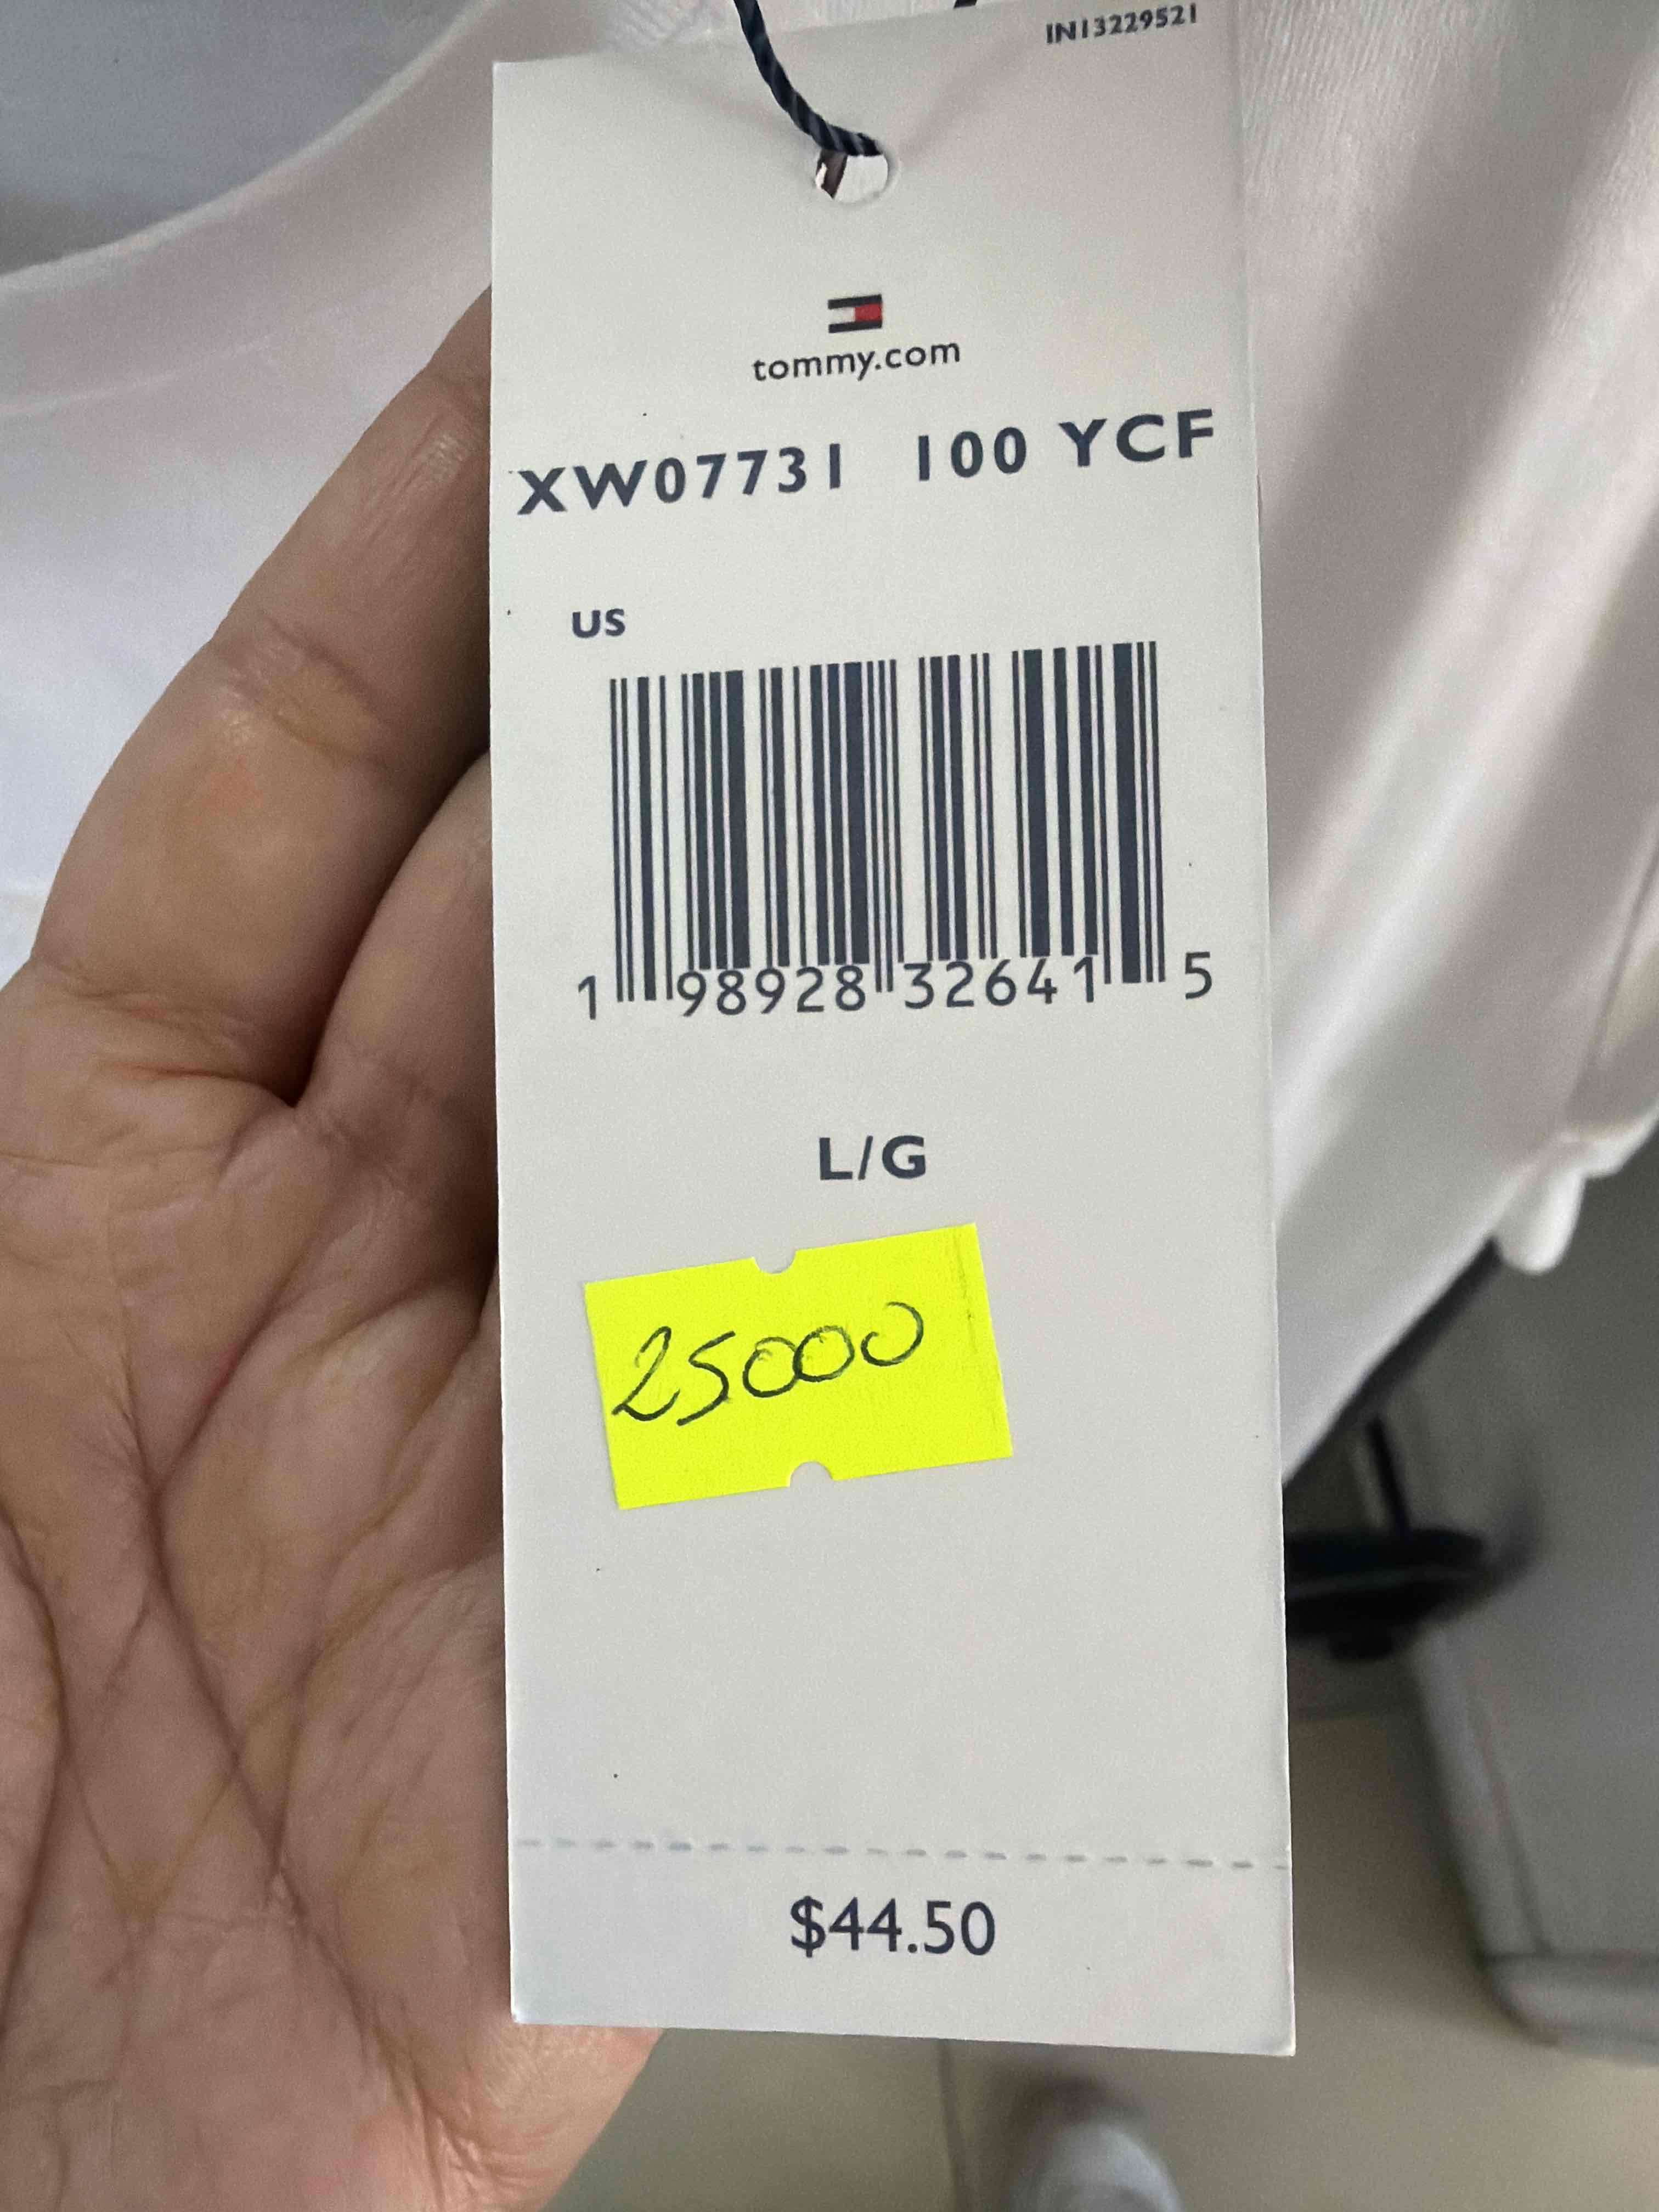 IN13229521
tommy.com
XW07731 100 YCF
US
1 98928 32641 5
L/G
25000
$44.50